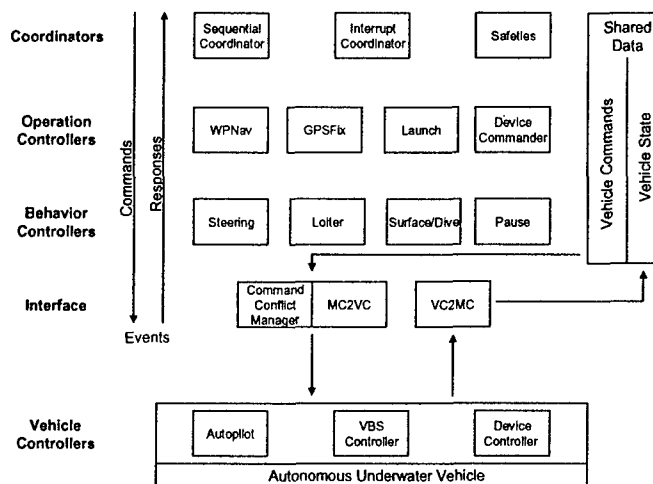 Coordinators
Sequential
Coordinator
Interrupt
Coordinator
Safeties
Shared
Data
Operation
Controllers
WPNav
GPSFix
Launch
Device
Commander
Commands
Responses
Vehicle Commands
Vehicle State
Behavior
Controllers
Steering
Loiter
Surface/Dive
Pause
Interface
Command
Conflict
Manager
MC2VC
VC2MC
Events
Vehicle
Controllers
Autopilot
VBS
Controller
Device
Controller
Autonomous Underwater Vehicle